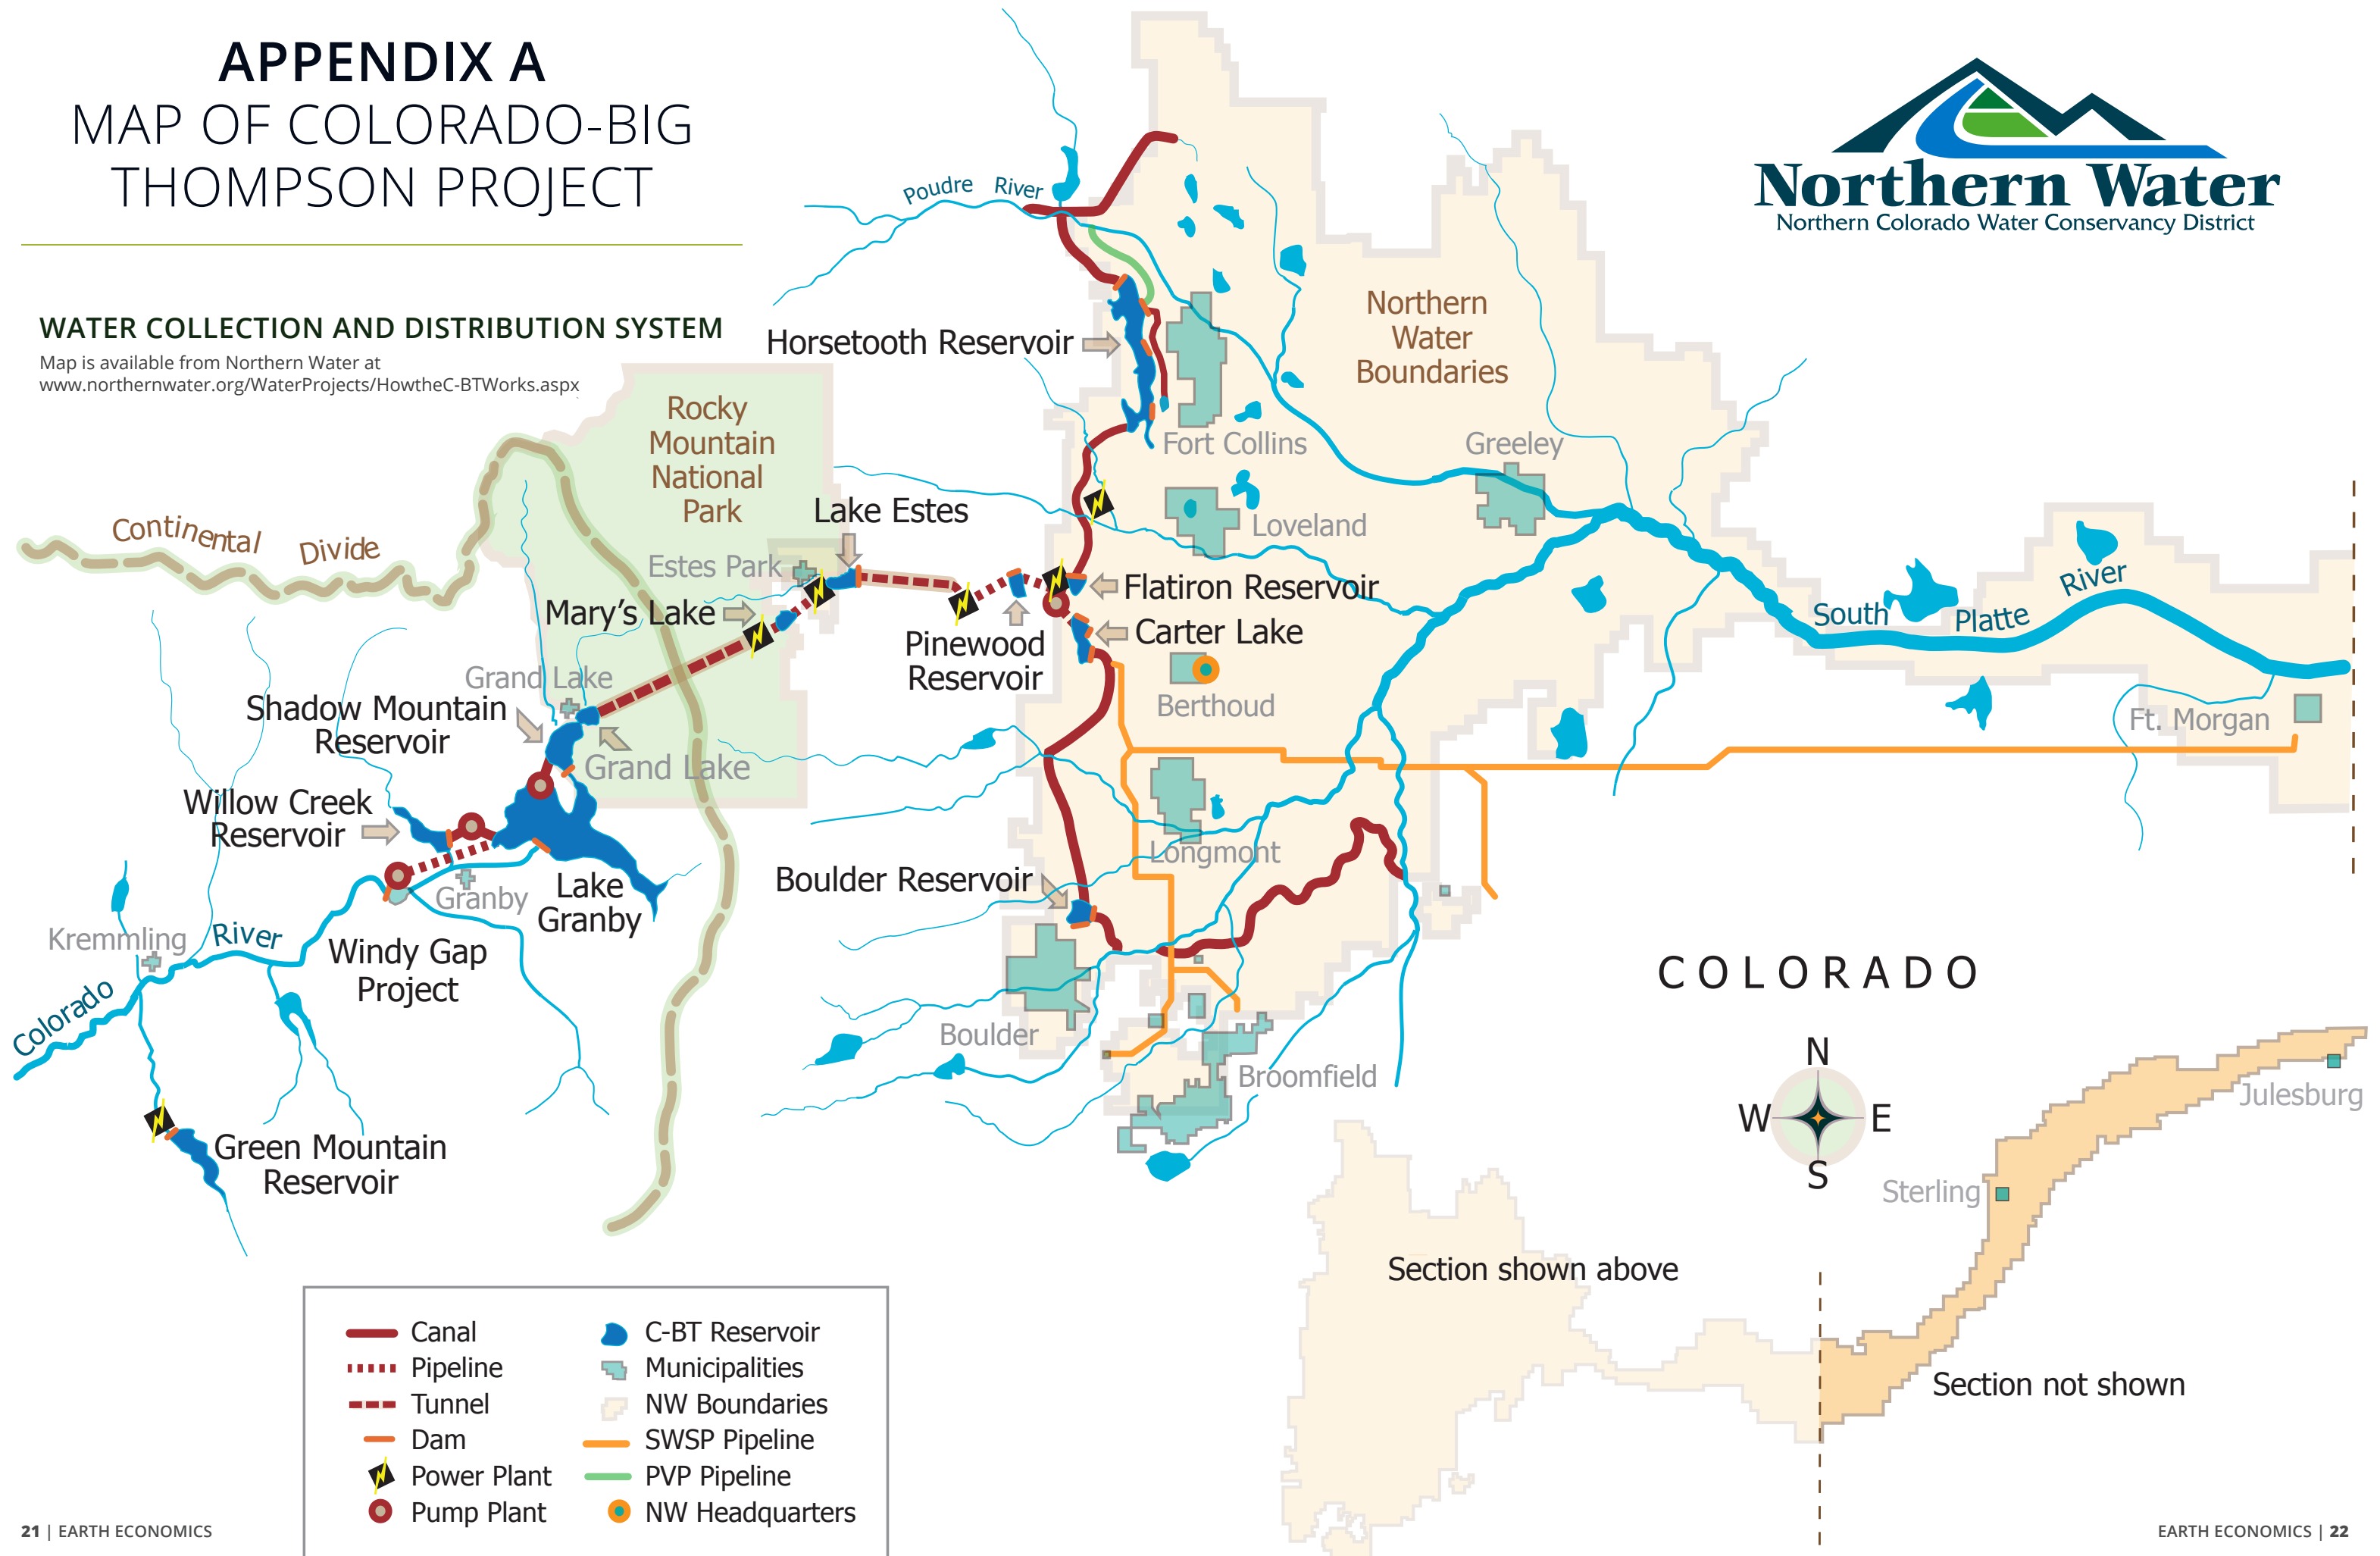 APPENDIX A
MAP OF COLORADO-BIG
THOMPSON PROJECT
WATER COLLECTION AND DISTRIBUTION SYSTEM
Map is available from Northern Water at
www.northernwater.org/WaterProjects/HowtheC-BTWorks.aspx
Northern Water
Northern Colorado Water Conservancy District
Poudre River
Horsetooth Reservoir
Northern
Water
Boundaries
Rocky
Mountain
National
Park
Fort Collins
Greeley
Continental Divide
Lake Estes
Loveland
Estes Park
Mary's Lake
Flatiron Reservoir
Carter Lake
Pinewood
Reservoir
South Platte River
Grand Lake
Shadow Mountain
Reservoir
Grand Lake
Berthoud
Ft. Morgan
Willow Creek
Reservoir
Longmont
Boulder Reservoir
Lake
Granby
Granby
Kremmling
Colorado River
Windy Gap
Project
Boulder
Broomfield
Green Mountain
Reservoir
COLORADO
N
W E
S
Julesburg
Sterling
Section shown above
Section not shown
Canal
Pipeline
Tunnel
Dam
Power Plant
Pump Plant
C-BT Reservoir
Municipalities
NW Boundaries
SWSP Pipeline
PVP Pipeline
NW Headquarters
21 | EARTH ECONOMICS
EARTH ECONOMICS | 22